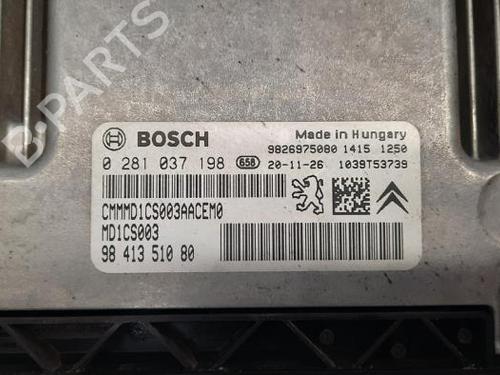 BOSCH
Made in Hungary
9826975080 1415 1250
0 281 037 198 658 20-11-26 1039T53739
CMMMD1CS003AACEM0
MD1CS003
98 413 510 80
B-PARTS